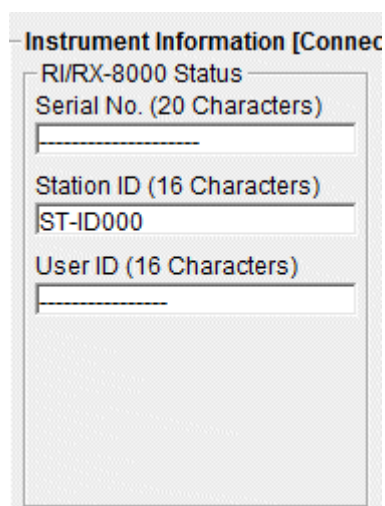 Instrument Information [Connec
RI/RX-8000 Status
Serial No. (20 Characters)
--------------------
Station ID (16 Characters)
ST-ID000
User ID (16 Characters)
----------------